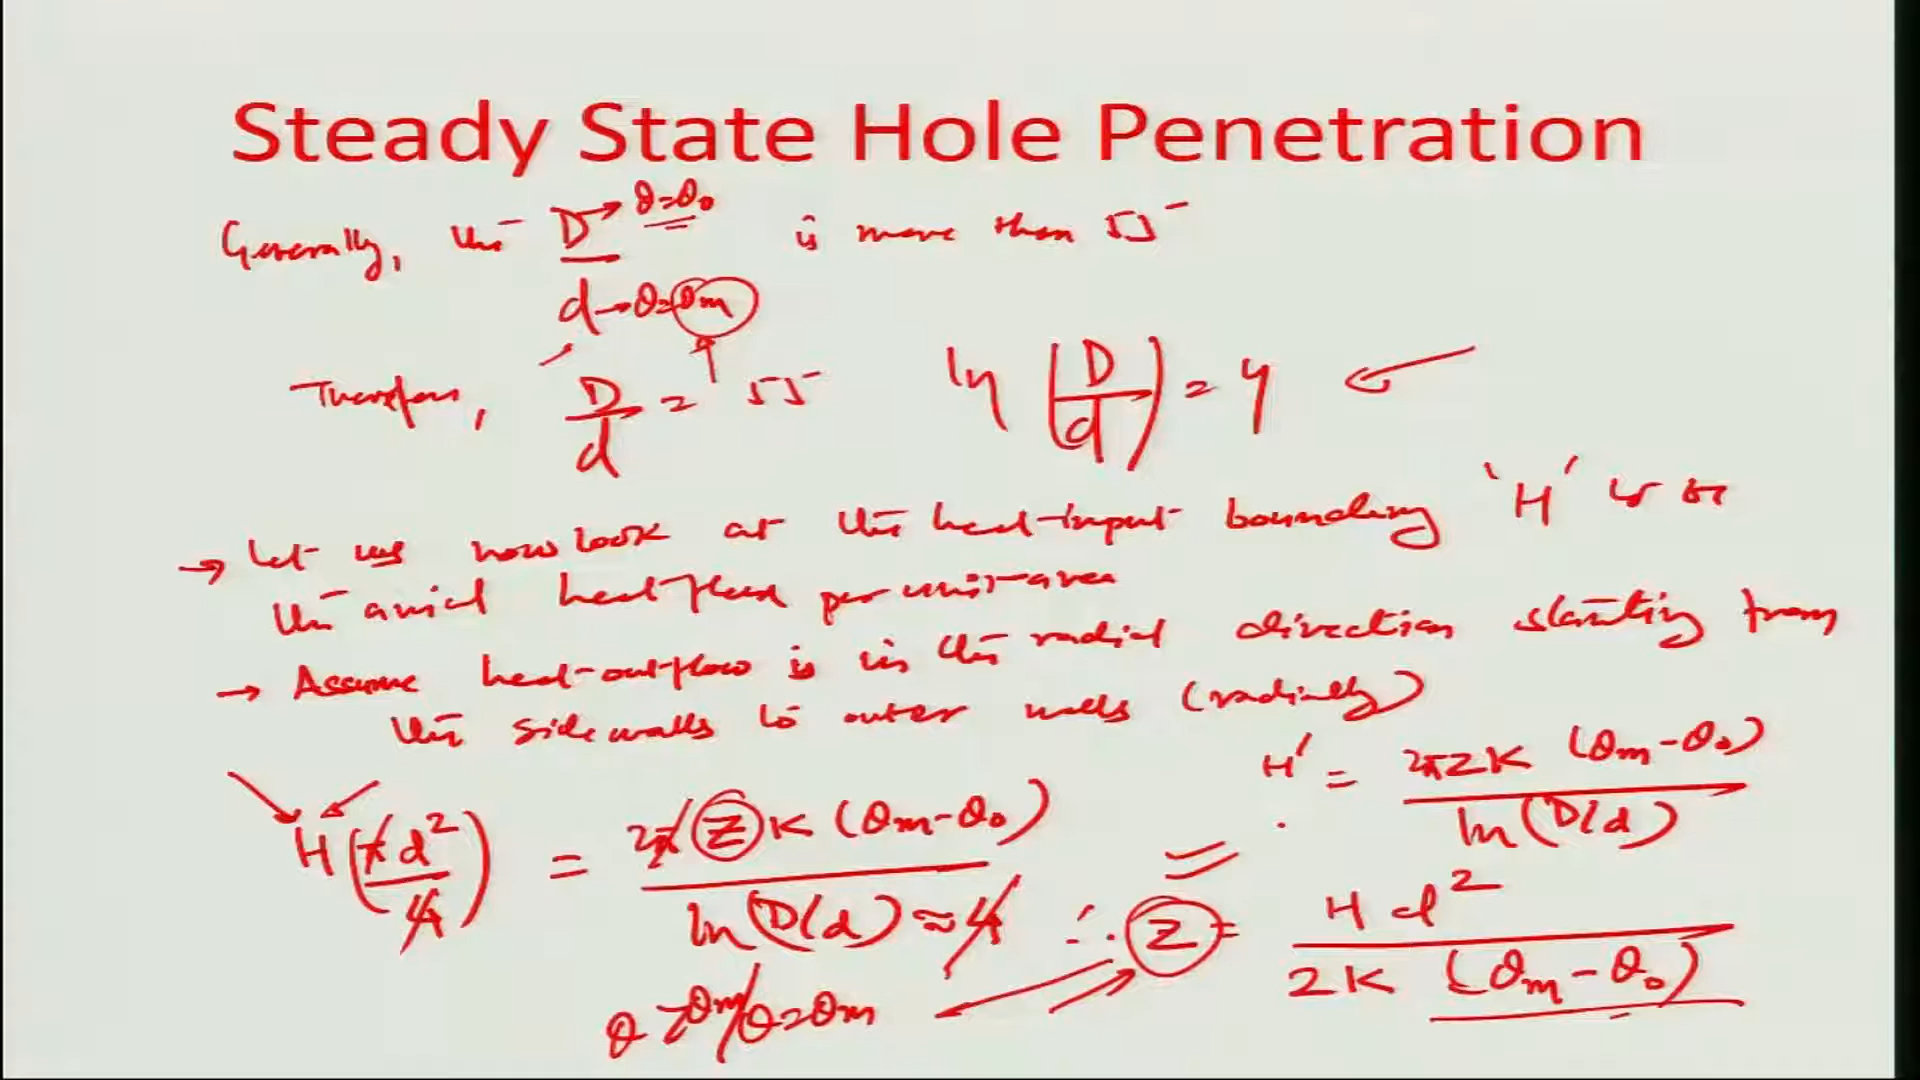 Steady State Hole Penetration
Generally, the D → θ=θ₀ is more than 55
d → θ=θm
Therefore, D/d = 55 ln (D/d) = 4
→ Let us now look at the heat-input bounding 'H' is
the axial heat flux per unit-area
→ Assume heat-outflow is in the radial direction starting from
the sidewalls to outer walls (radially)
H' = 2πZK (θm-θ₀) / ln(D/d)
H (πd²/4) = 2πZK (θm-θ₀) / ln(D/d) ≈ 4
∴ Z = Hd² / 2K (θm-θ₀)
θ=θm